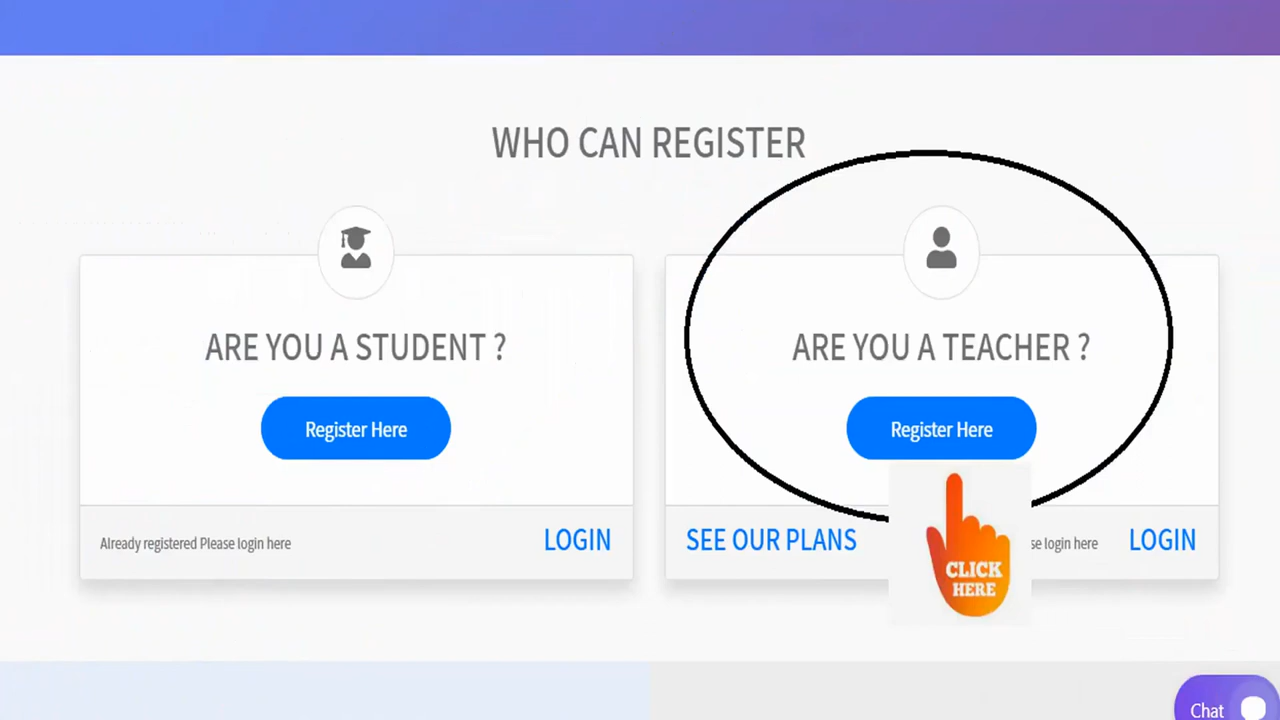 WHO CAN REGISTER
ARE YOU A STUDENT ?
Register Here
Already registered Please login here
LOGIN
ARE YOU A TEACHER ?
Register Here
SEE OUR PLANS
login here
LOGIN
CLICK
HERE
Chat